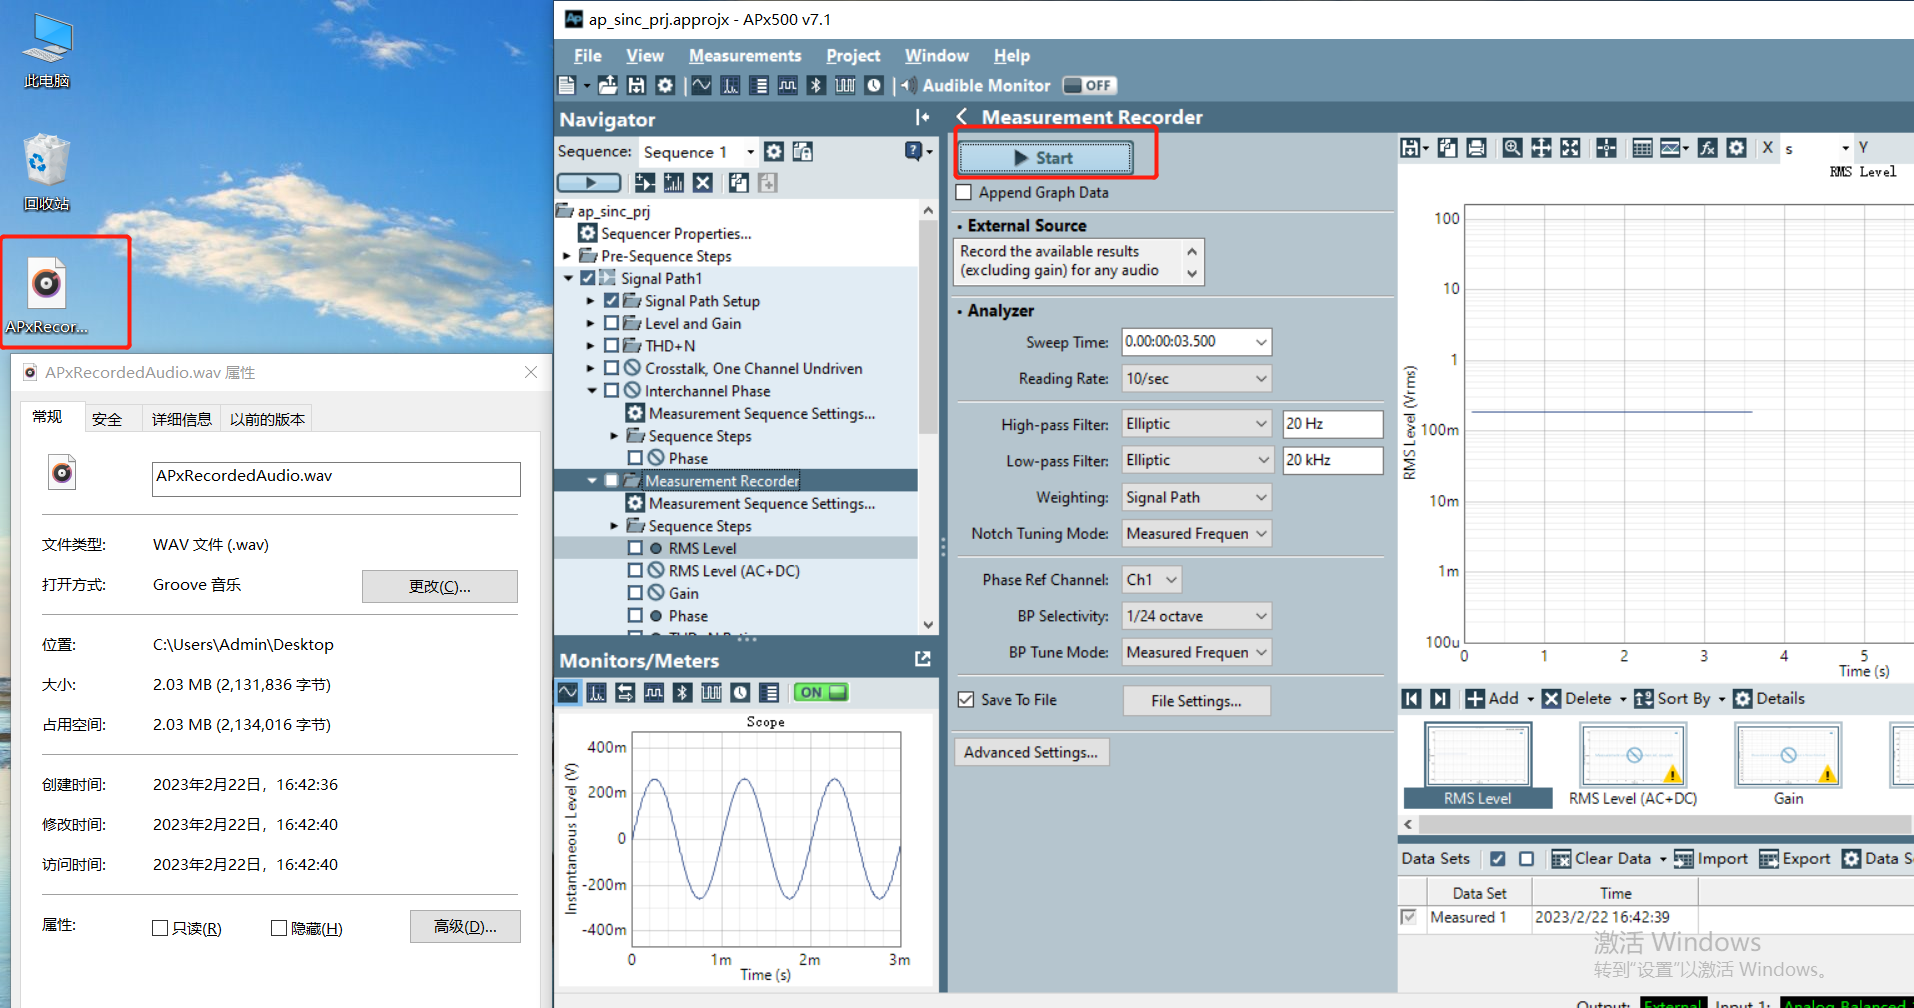 此电脑
回收站
APxRecor...
APxRecordedAudio.wav 属性
常规
安全
详细信息
以前的版本
APxRecordedAudio.wav
文件类型:
WAV 文件 (.wav)
打开方式:
Groove 音乐
更改(C)...
位置:
C:\Users\Admin\Desktop
大小:
2.03 MB (2,131,836 字节)
占用空间:
2.03 MB (2,134,016 字节)
创建时间:
2023年2月22日，16:42:36
修改时间:
2023年2月22日，16:42:40
访问时间:
2023年2月22日，16:42:40
属性:
只读(R)
隐藏(H)
高级(D)...
Ap
ap_sinc_prj.approjx - APx500 v7.1
File View Measurements Project Window Help
Audible Monitor OFF
Navigator
Sequence: Sequence 1
ap_sinc_prj
Sequencer Properties...
Pre-Sequence Steps
Signal Path1
Signal Path Setup
Level and Gain
THD+N
Crosstalk, One Channel Undriven
Interchannel Phase
Measurement Sequence Settings...
Sequence Steps
Phase
Measurement Recorder
Measurement Sequence Settings...
Sequence Steps
RMS Level
RMS Level (AC+DC)
Gain
Phase
Monitors/Meters
ON
Scope
Instantaneous Level (V)
400m
200m
0
-200m
-400m
0 1m 2m 3m
Time (s)
Measurement Recorder
Start
Append Graph Data
External Source
Record the available results
(excluding gain) for any audio
Analyzer
Sweep Time: 0.00:00:03.500
Reading Rate: 10/sec
High-pass Filter: Elliptic 20 Hz
Low-pass Filter: Elliptic 20 kHz
Weighting: Signal Path
Notch Tuning Mode: Measured Frequen
Phase Ref Channel: Ch1
BP Selectivity: 1/24 octave
BP Tune Mode: Measured Frequen
Save To File File Settings...
Advanced Settings...
X s Y
RMS Level
RMS Level (Vrms)
100
10
1
100m
10m
1m
100u
0 1 2 3 4 5
Time (s)
Add Delete Sort By Details
RMS Level
RMS Level (AC+DC)
Gain
Data Sets Clear Data Import Export Data S
Data Set Time
Measured 1 2023/2/22 16:42:39
激活 Windows
转到"设置"以激活 Windows。